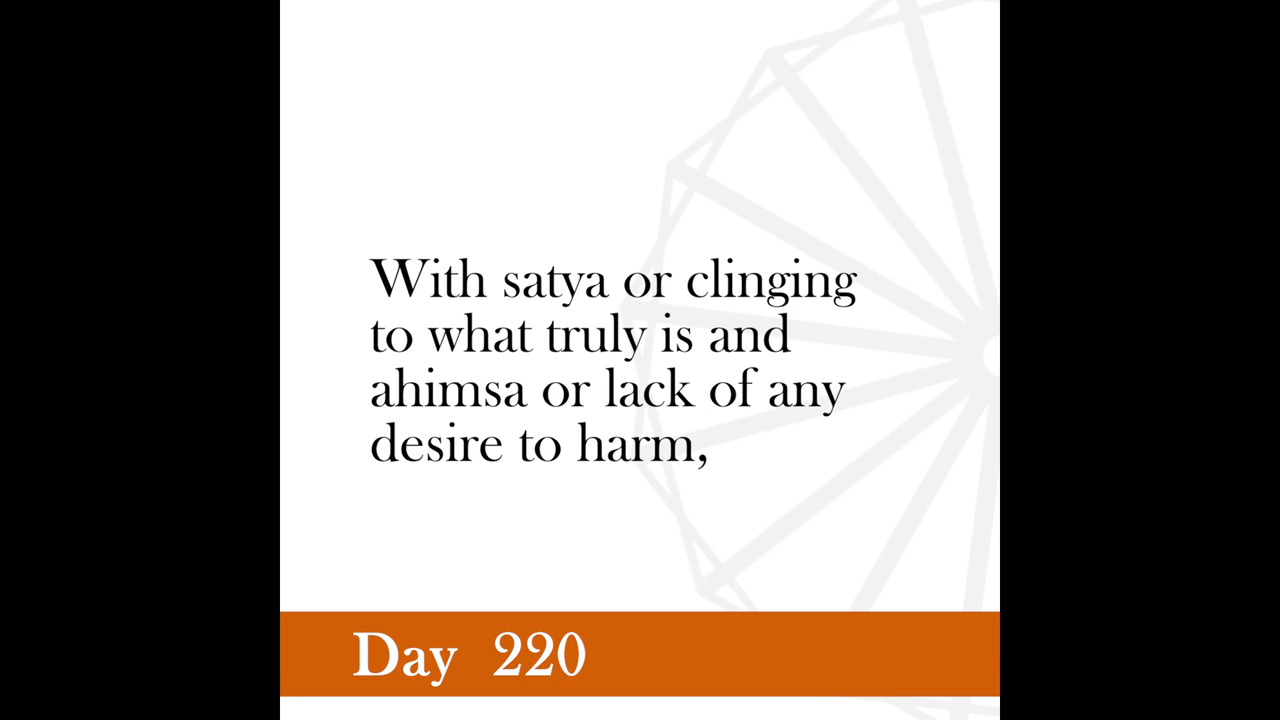 With satya or clinging
to what truly is and
ahimsa or lack of any
desire to harm,
Day 220